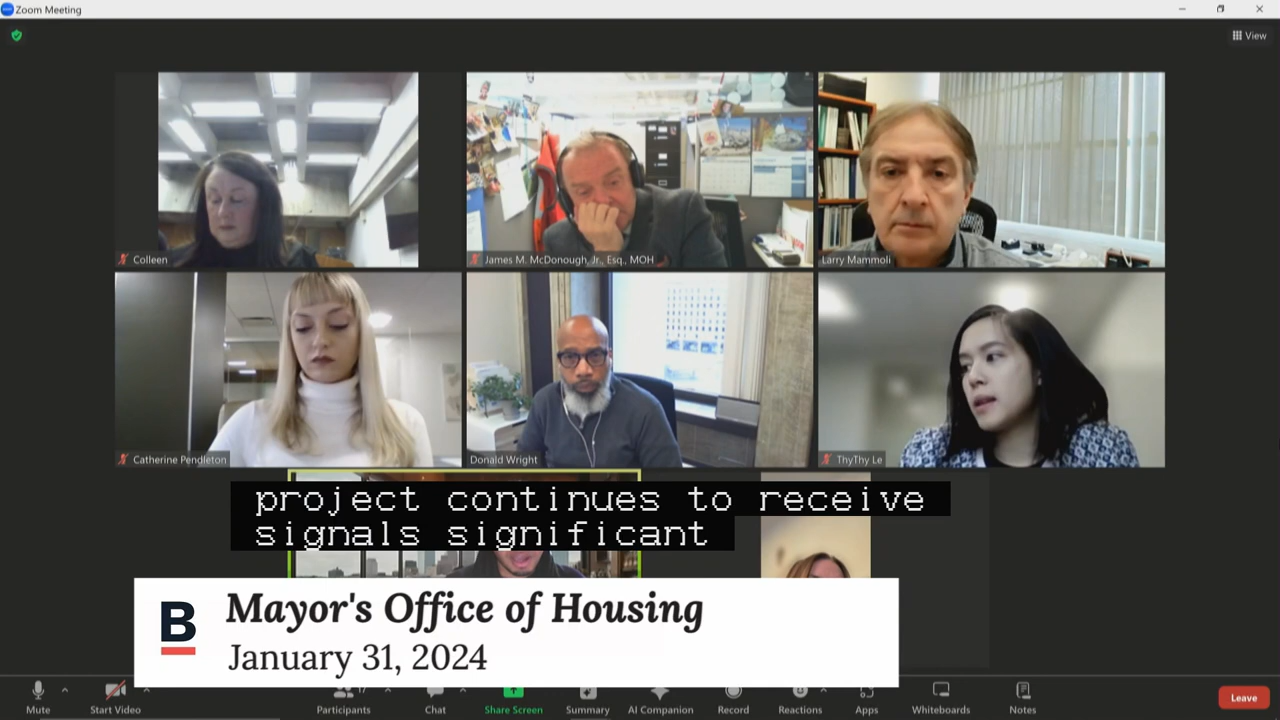 Zoom Meeting
View
Colleen
James M. McDonough, Jr., Esq., MOH
Larry Mammoli
Catherine Pendleton
Donald Wright
ThyThy Le
project continues to receive
signals significant
B
Mayor's Office of Housing
January 31, 2024
Mute
Start Video
Participants
17
Chat
Share Screen
Summary
AI Companion
Record
Reactions
Apps
Whiteboards
Notes
Leave